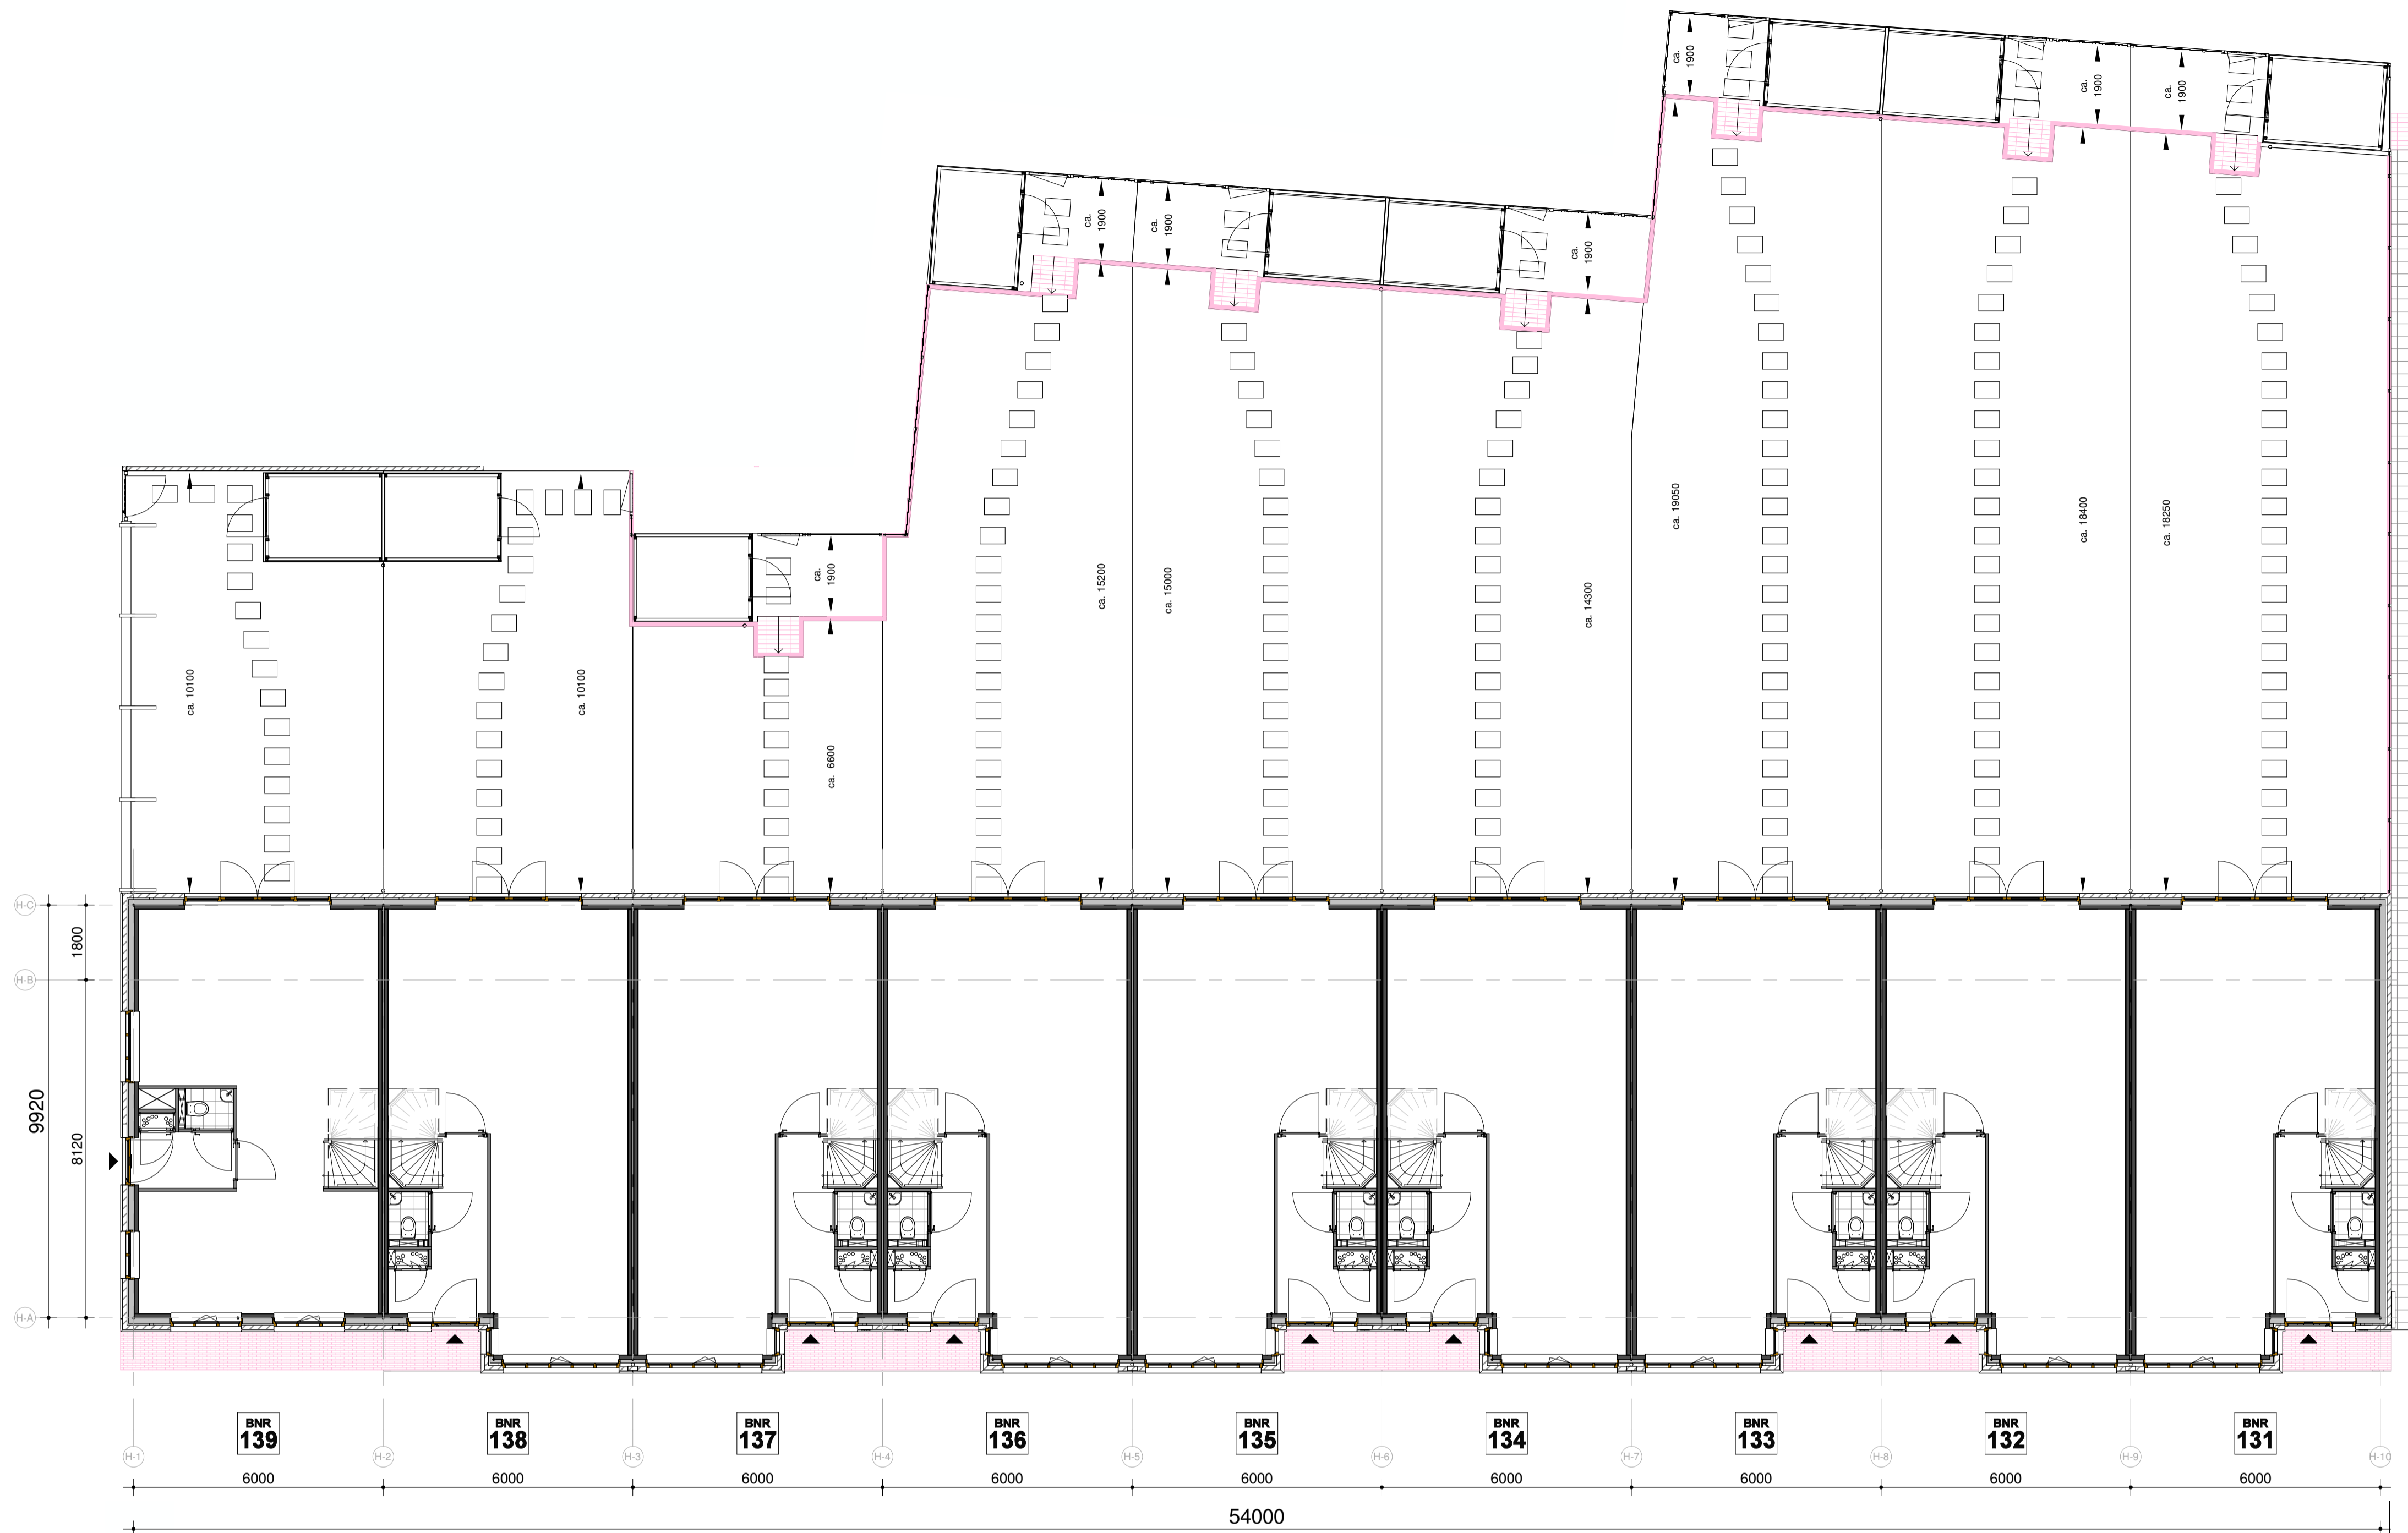 ca.
1900
ca.
1900
ca.
1900
ca.
1900
ca.
1900
ca.
1900
ca.
1900
ca. 10100
ca. 10100
ca. 6600
ca. 15200
ca. 15000
ca. 14300
ca. 19050
ca. 18400
ca. 18250
H-C
1800
H-B
9920
8120
H-A
BNR
139
BNR
138
BNR
137
BNR
136
BNR
135
BNR
134
BNR
133
BNR
132
BNR
131
H-1
H-2
H-3
H-4
H-5
H-6
H-7
H-8
H-9
H-10
6000
6000
6000
6000
6000
6000
6000
6000
6000
54000